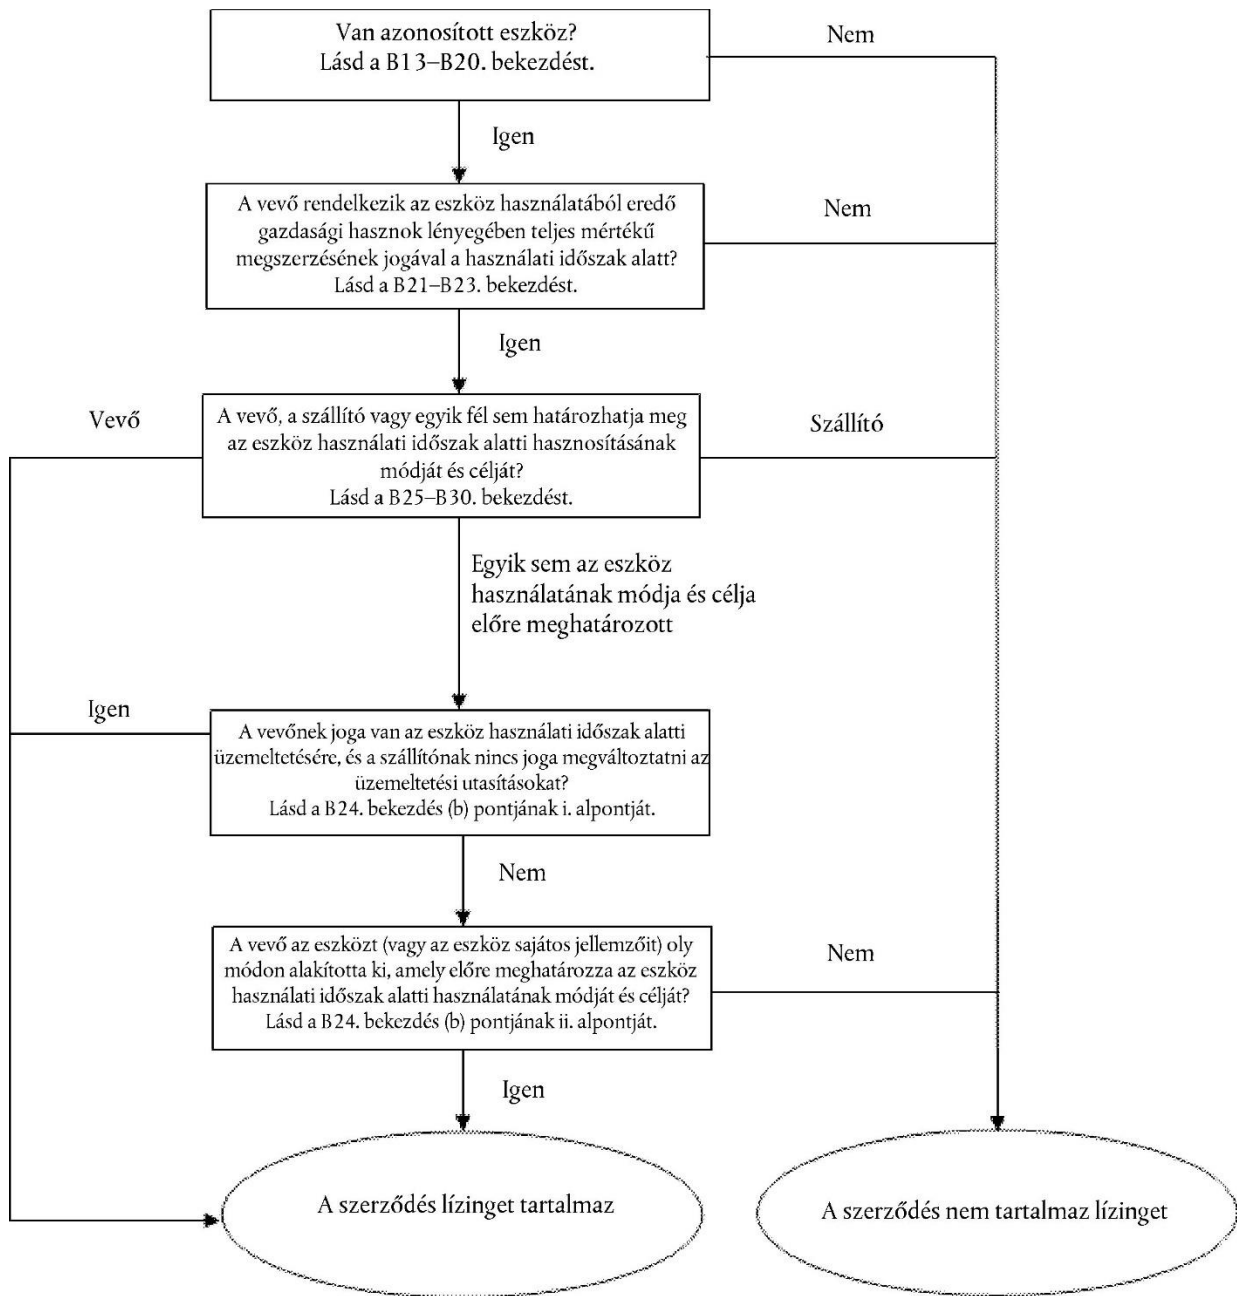 Van azonosított eszköz?
Lásd a B13–B20. bekezdést.
Nem
Igen
A vevő rendelkezik az eszköz használatából eredő
gazdasági hasznok lényegében teljes mértékű
megszerzésének jogával a használati időszak alatt?
Lásd a B21–B23. bekezdést.
Nem
Igen
Vevő
A vevő, a szállító vagy egyik fél sem határozhatja meg
az eszköz használati időszak alatti hasznosításának
módját és célját?
Lásd a B25–B30. bekezdést.
Szállító
Egyik sem az eszköz
használatának módja és célja
előre meghatározott
Igen
A vevőnek joga van az eszköz használati időszak alatti
üzemeltetésére, és a szállítónak nincs joga megváltoztatni az
üzemeltetési utasításokat?
Lásd a B24. bekezdés (b) pontjának i. alpontját.
Nem
A vevő az eszközt (vagy az eszköz sajátos jellemzőit) oly
módon alakította ki, amely előre meghatározza az eszköz
használati időszak alatti használatának módját és célját?
Lásd a B24. bekezdés (b) pontjának ii. alpontját.
Nem
Igen
A szerződés lízinget tartalmaz
A szerződés nem tartalmaz lízinget